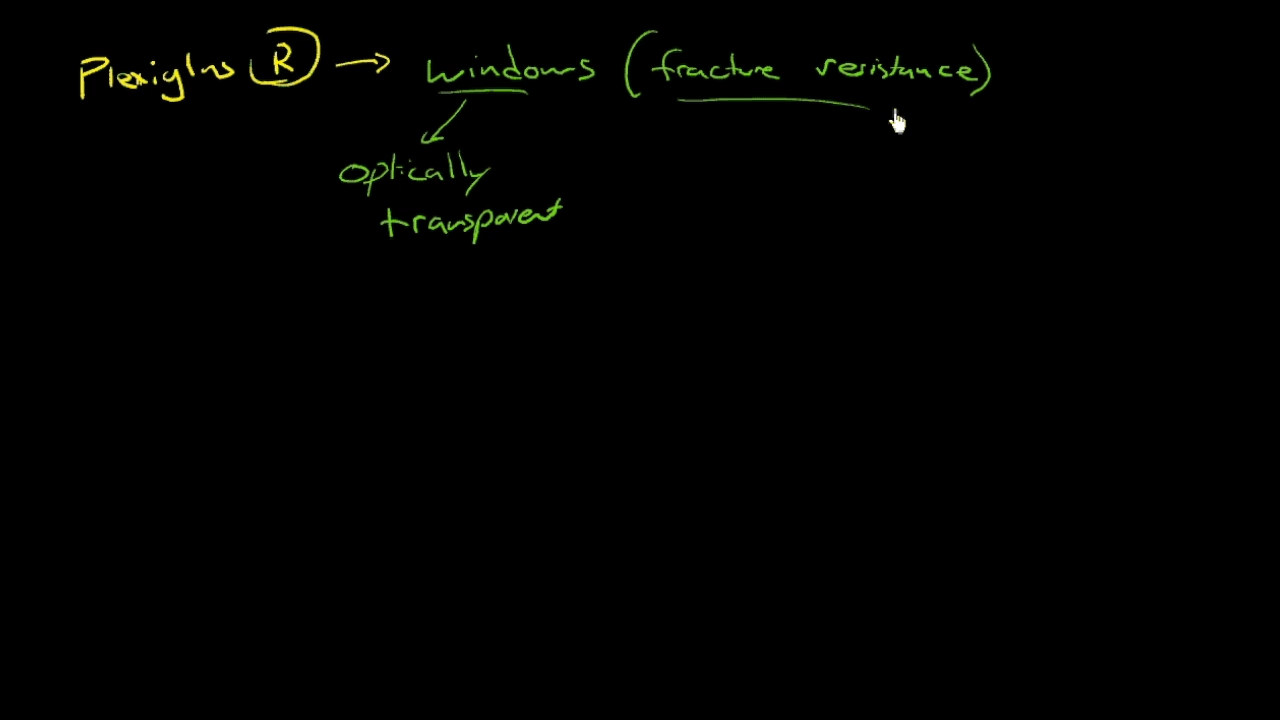 Plexiglas ® → windows (fracture resistance)
optically
transparent